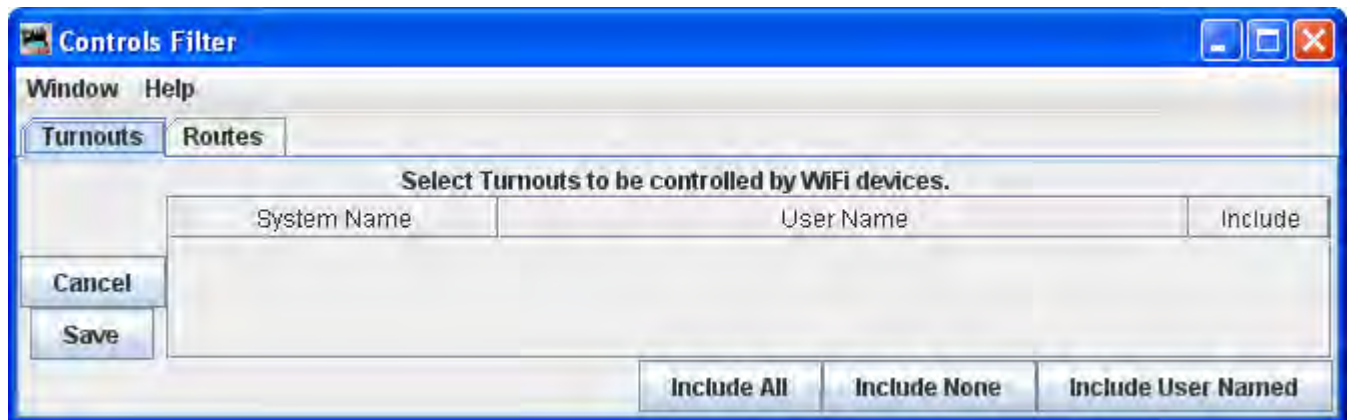 Controls Filter
Window Help
Turnouts Routes
Select Turnouts to be controlled by WiFi devices.
System Name User Name Include
Cancel
Save
Include All Include None Include User Named